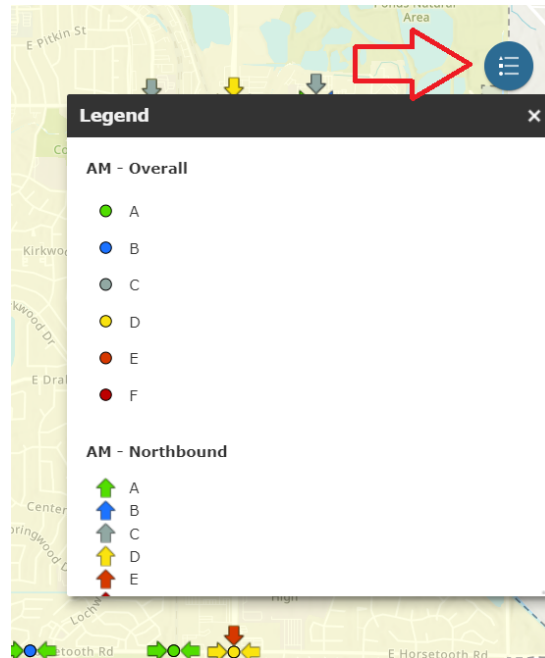 Ponds Natural
Area
E Pitkin St
Legend
AM - Overall
A
B
C
D
E
F
AM - Northbound
A
B
C
D
E
Kirkwo
kwood Dr
E Dra
Center
High
E Horsetooth Rd
etooth Rd